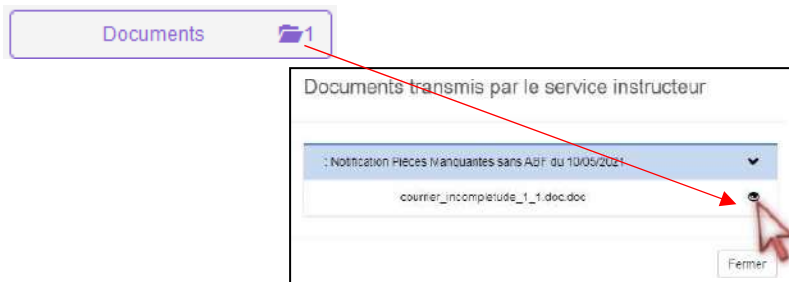 Documents 1
Documents transmis par le service instructeur
: Notification Pièces Manquantes sans ABF du 10/05/2021
courrier_incompletude_1_1.doc.doc
Fermer